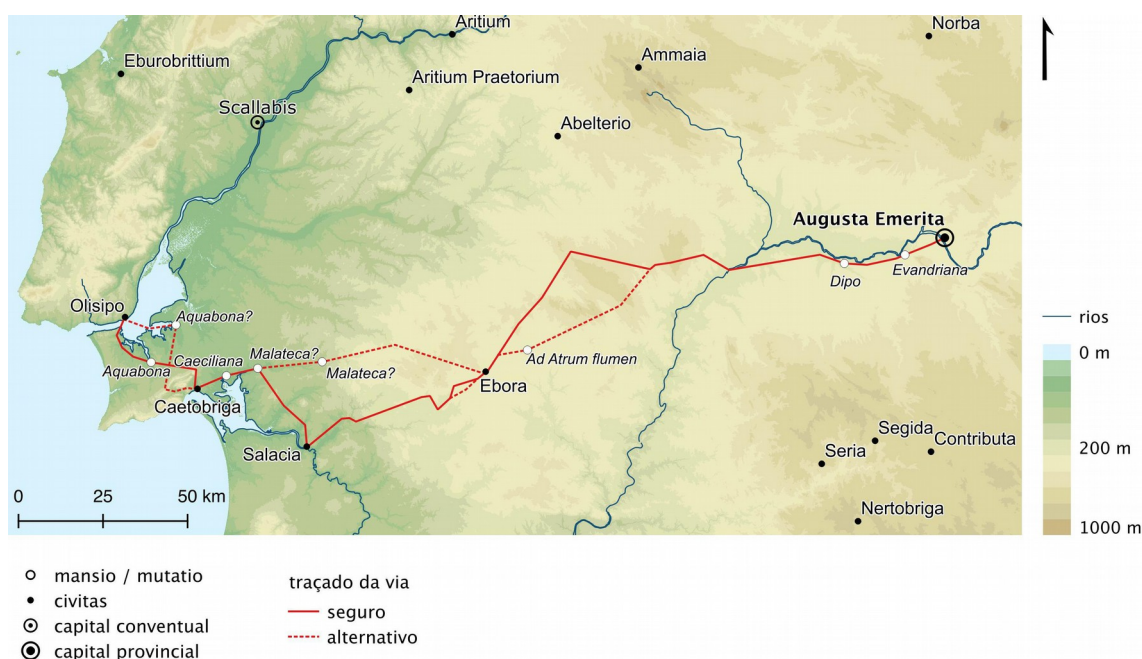 Aritium
Norba
Eburobrittium
Ammaia
Aritium Praetorium
Scallabis
Abelterio
Augusta Emerita
Evandriana
Dipo
Olisipo
Aquabona?
rios
0 m
Malateca?
Caeciliana
Ad Atrum flumen
Aquabona
Malateca?
Ebora
Caetobriga
Segida
Contributa
200 m
Salacia
Seria
0 25 50 km
Nertobriga
1000 m
mansio / mutatio
civitas
capital conventual
capital provincial
traçado da via
seguro
alternativo